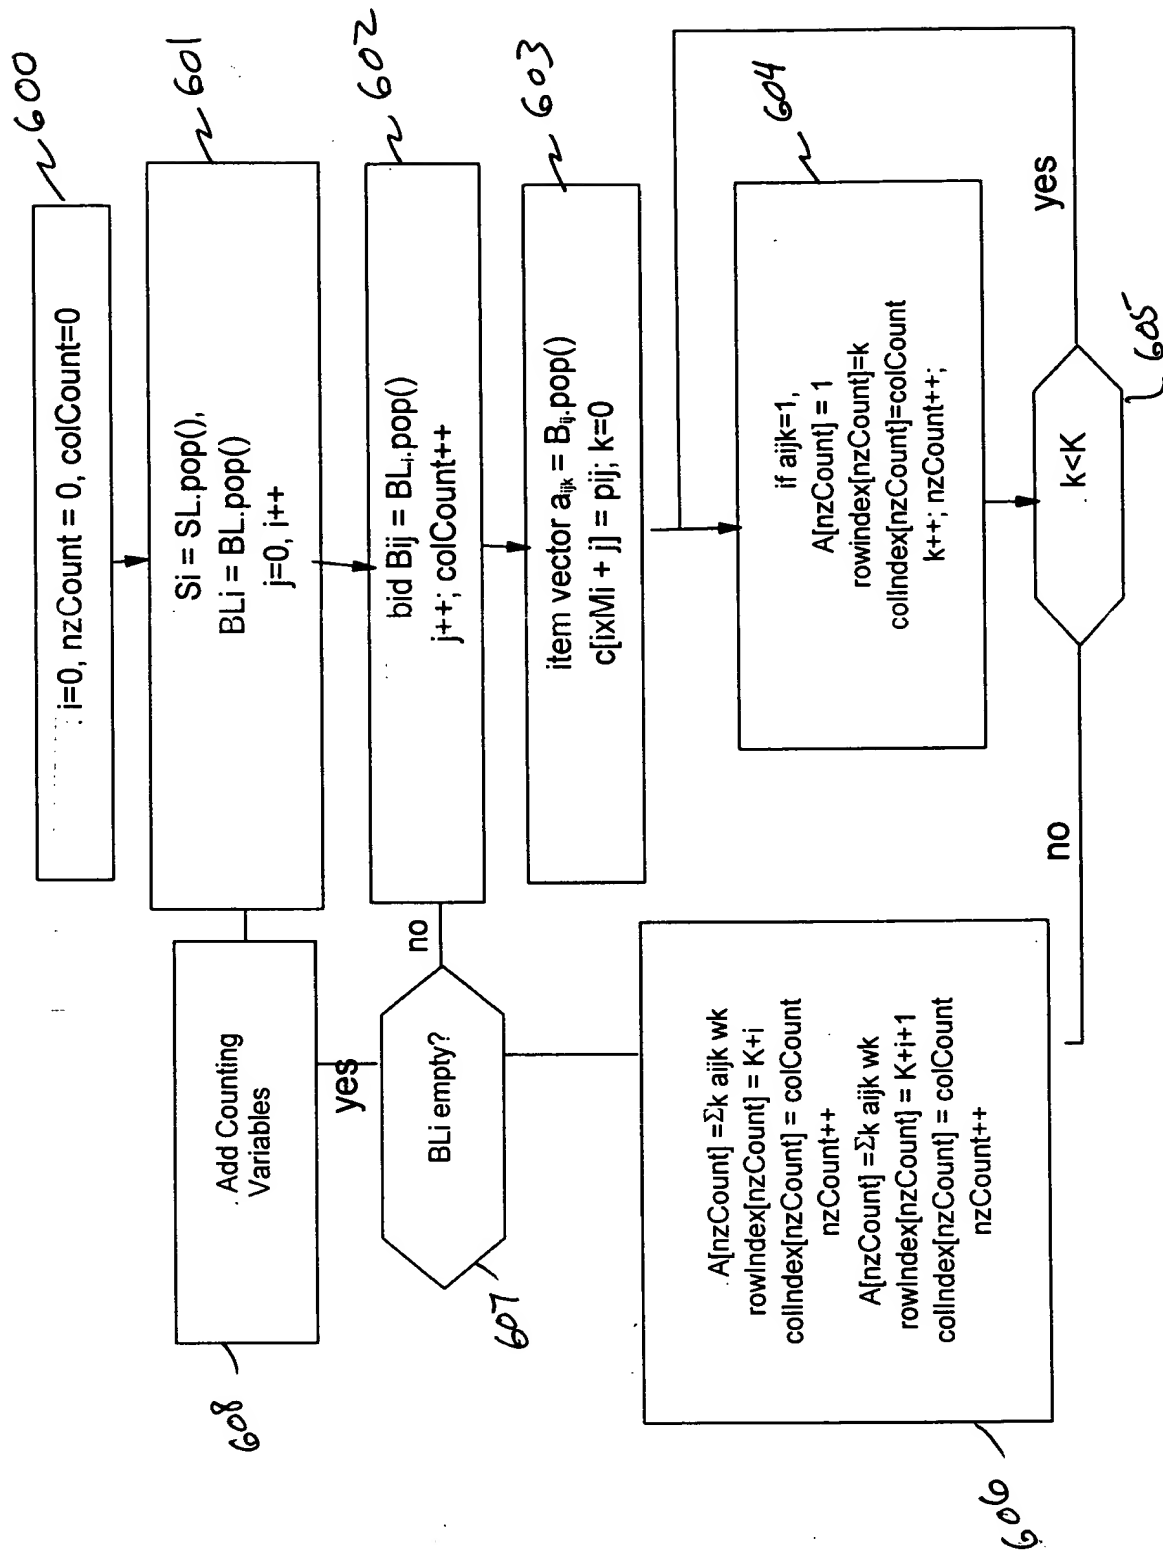 600
i=0, nzCount = 0, colCount=0
601
Si = SL.pop(),
BLi = BL.pop()
j=0, i++
602
bid Bij = BLi.pop()
j++; colCount++
603
item vector aijk = Bij.pop()
c[ixMi + j] = pij; k=0
604
if aijk=1,
A[nzCount] = 1
rowIndex[nzCount]=k
colIndex[nzCount]=colCount
k++; nzCount++;
605
k<K
yes
no
606
A[nzCount] =Σk aijk wk
rowIndex[nzCount] = K+i
colIndex[nzCount] = colCount
nzCount++
A[nzCount] =Σk aijk wk
rowIndex[nzCount] = K+i+1
colIndex[nzCount] = colCount
nzCount++
607
BLi empty?
no
yes
608
Add Counting
Variables